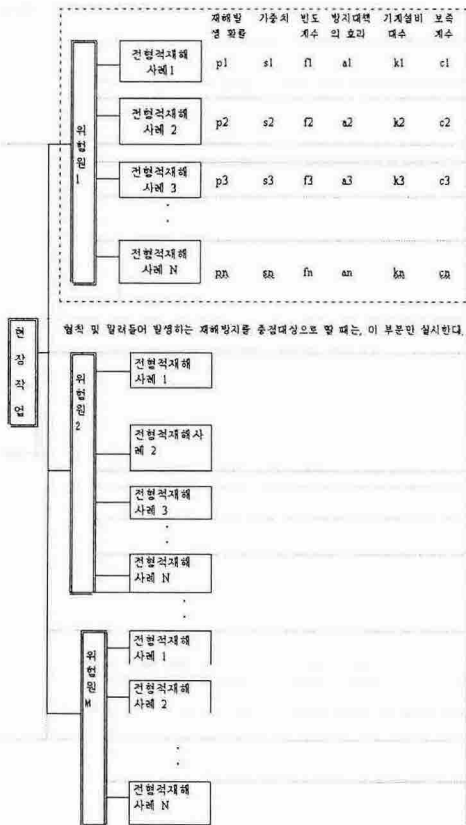 재해발생 확률 가중치 빈도계수 방지대책의 효과 기계설비대수 보족계수
현장작업
위험원 1
전형적재해 사례1 p1 s1 f1 a1 k1 c1
전형적재해 사례 2 p2 s2 f2 a2 k2 c2
전형적재해 사례 3 p3 s3 f3 a3 k3 c3
전형적재해 사례 N pn sn fn an kn cn
협착 및 말려들어 발생하는 재해방지를 중점대상으로 할 때는, 이 부분만 실시한다.
위험원2
전형적재해 사례 1
전형적재해사례 2
전형적재해 사례 3
전형적재해 사례 N
위험원 M
전형적재해 사례 1
전형적재해 사례 2
전형적재해 사례 N